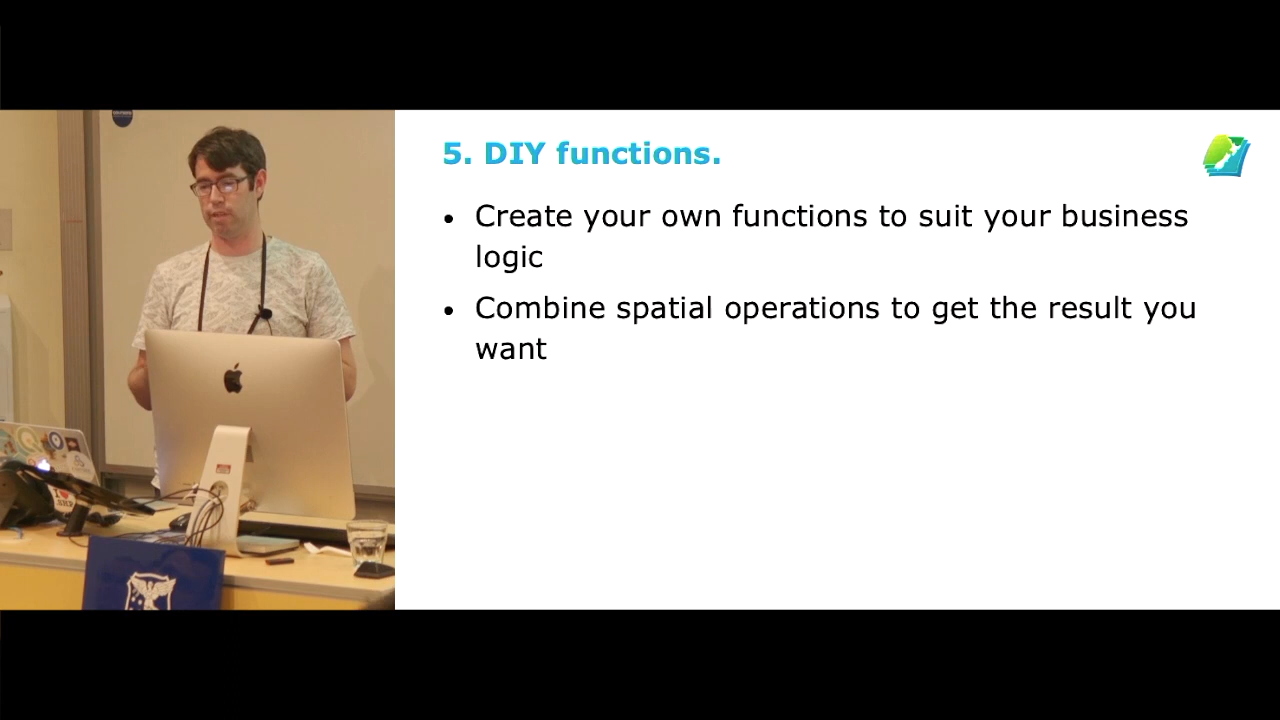 5. DIY functions.
• Create your own functions to suit your business
logic
• Combine spatial operations to get the result you
want
I ❤
.SHP